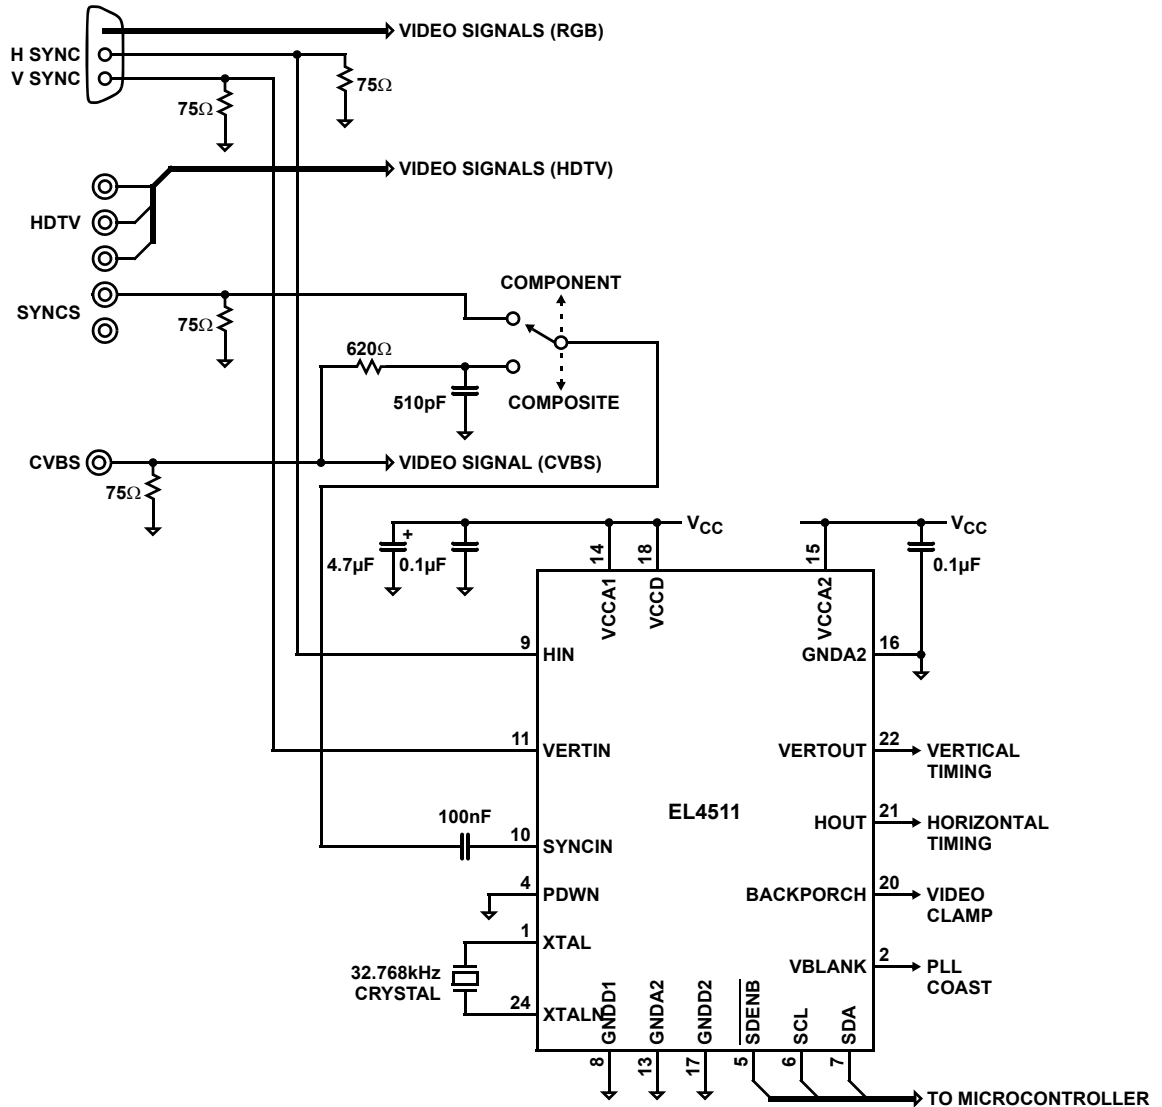 VIDEO SIGNALS (RGB)
H SYNC
V SYNC
75Ω
75Ω
VIDEO SIGNALS (HDTV)
HDTV
COMPONENT
SYNCS
75Ω
620Ω
510pF
COMPOSITE
CVBS
VIDEO SIGNAL (CVBS)
75Ω
VCC
VCC
4.7µF
+
0.1µF
14
18
15
0.1µF
VCCA1
VCCD
VCCA2
9
HIN
GNDA2
16
11
VERTIN
VERTOUT
22
VERTICAL
TIMING
EL4511
100nF
HOUT
21
HORIZONTAL
TIMING
10
SYNCIN
4
PDWN
BACKPORCH
20
VIDEO
CLAMP
1
XTAL
32.768kHz
CRYSTAL
VBLANK
2
PLL
COAST
24
XTALN
GNDD1
GNDA2
GNDD2
SDENB
SCL
SDA
8
13
17
5
6
7
TO MICROCONTROLLER